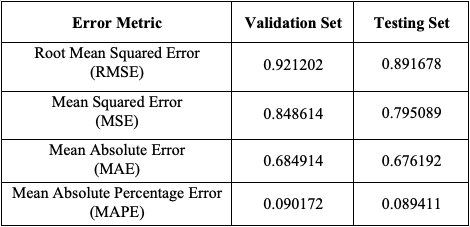 Error Metric Validation Set Testing Set
Root Mean Squared Error
(RMSE) 0.921202 0.891678
Mean Squared Error
(MSE) 0.848614 0.795089
Mean Absolute Error
(MAE) 0.684914 0.676192
Mean Absolute Percentage Error
(MAPE) 0.090172 0.089411